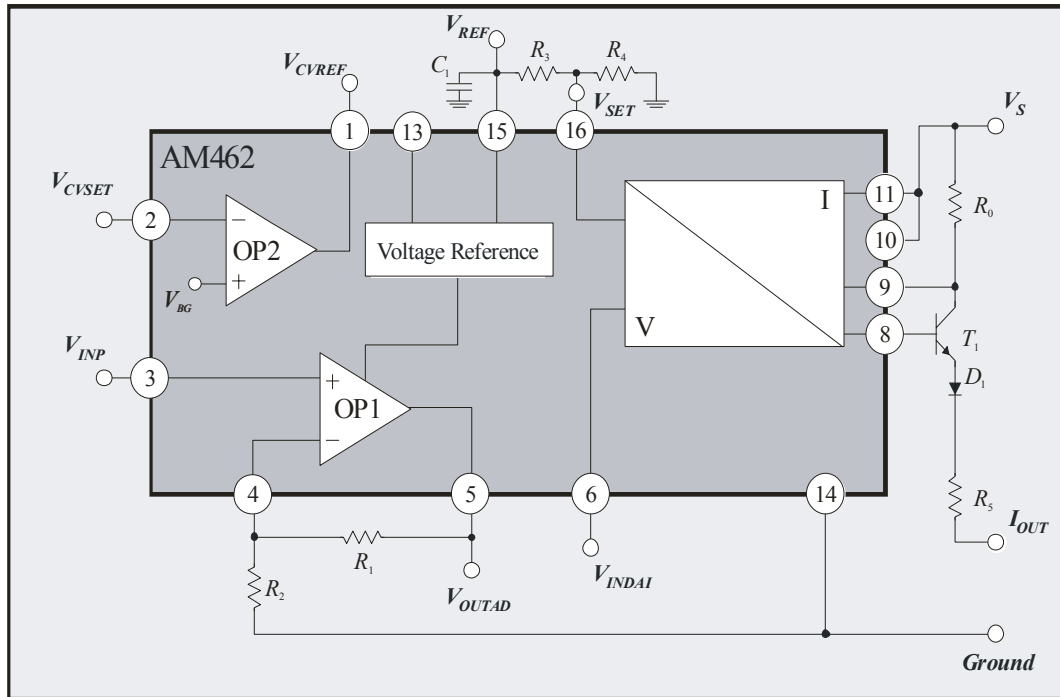 V_REF
R_3
R_4
C_1
V_CVREF
V_SET
V_S
1
13
15
16
AM462
V_CVSET
2
−
OP2
+
V_BG
Voltage Reference
I
V
11
10
9
8
R_0
T_1
D_1
V_INP
3
+
OP1
−
4
5
6
14
R_5
I_OUT
R_1
R_2
V_OUTAD
V_INDAI
Ground